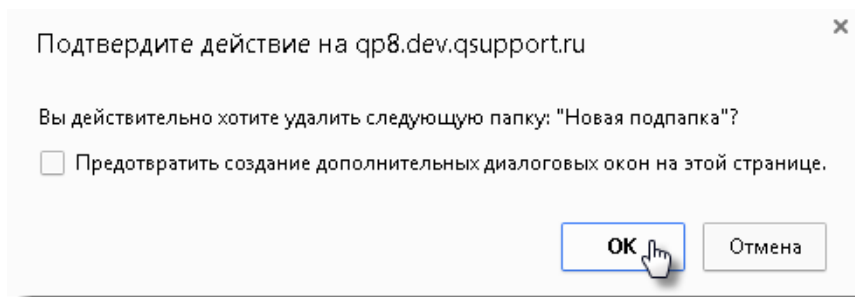 Подтвердите действие на qp8.dev.qsupport.ru
Вы действительно хотите удалить следующую папку: "Новая подпапка"?
Предотвратить создание дополнительных диалоговых окон на этой странице.
ОК Отмена